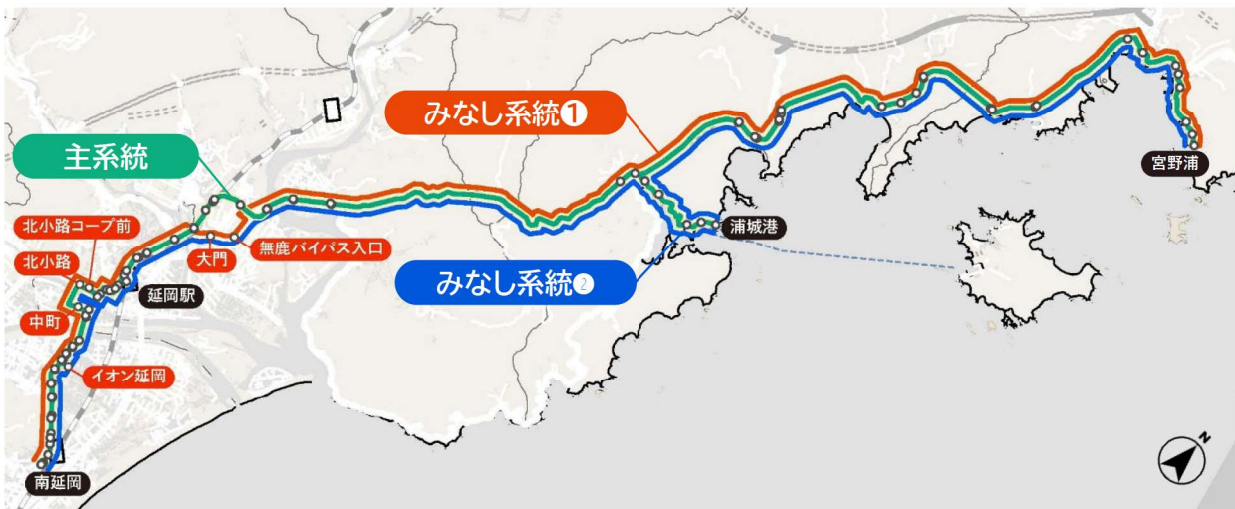 みなし系統❶
主系統
宮野浦
北小路コープ前
浦城港
無鹿バイパス入口
大門
北小路
みなし系統❷
延岡駅
中町
イオン延岡
南延岡
N